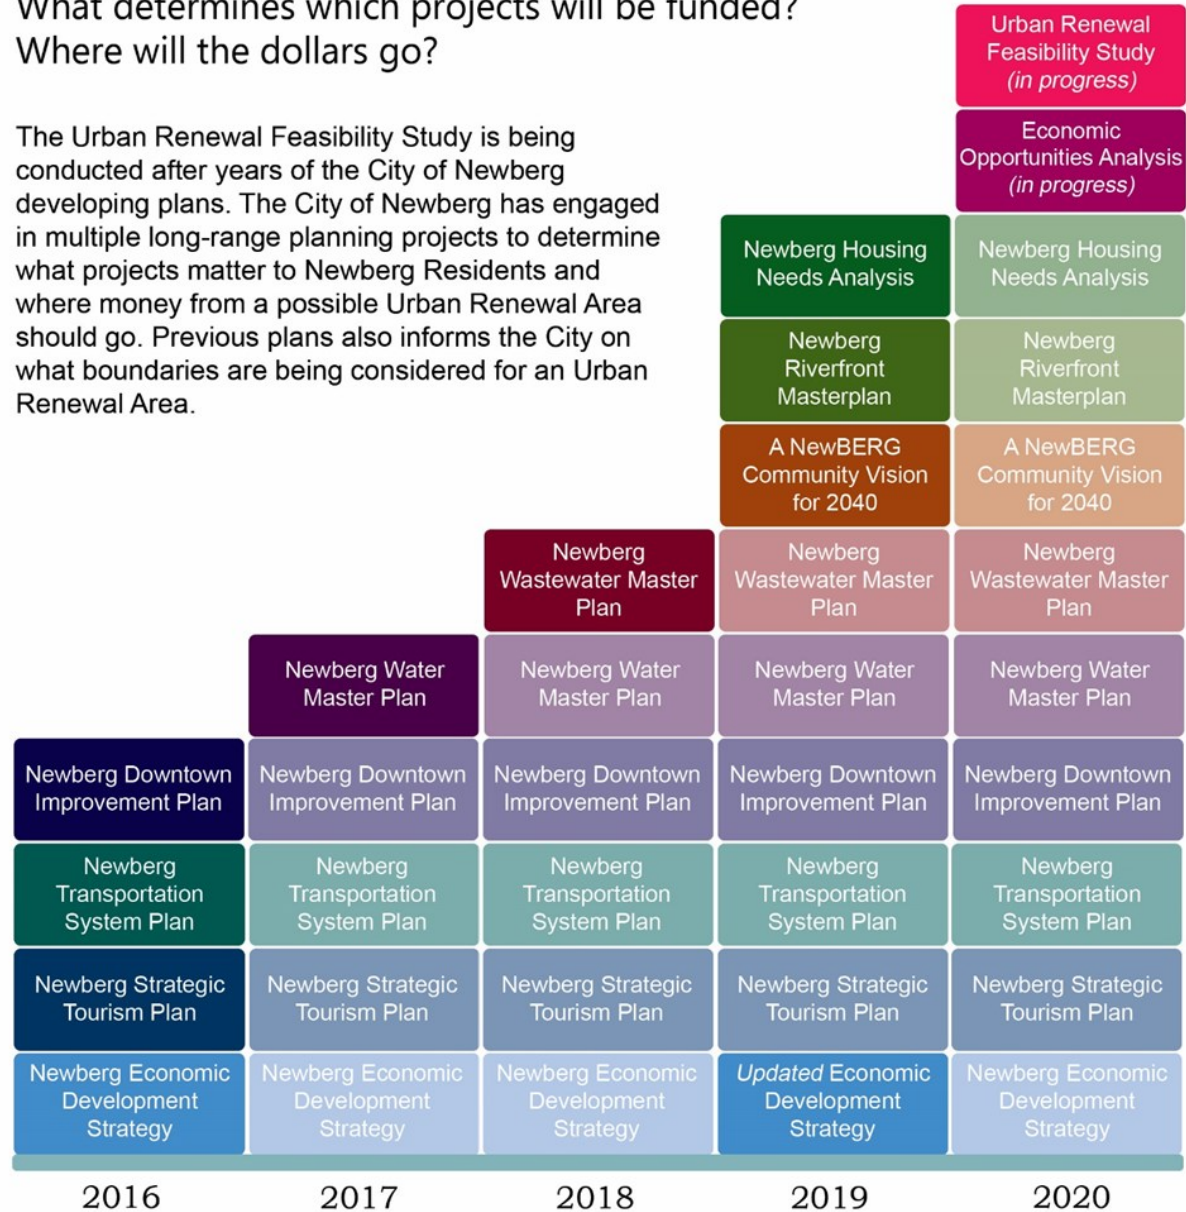 What determines which projects will be funded?
Where will the dollars go?
The Urban Renewal Feasibility Study is being
conducted after years of the City of Newberg
developing plans. The City of Newberg has engaged
in multiple long-range planning projects to determine
what projects matter to Newberg Residents and
where money from a possible Urban Renewal Area
should go. Previous plans also informs the City on
what boundaries are being considered for an Urban
Renewal Area.
Urban Renewal
Feasibility Study
(in progress)
Economic
Opportunities Analysis
(in progress)
Newberg Housing
Needs Analysis
Newberg Housing
Needs Analysis
Newberg
Riverfront
Masterplan
Newberg
Riverfront
Masterplan
A NewBERG
Community Vision
for 2040
A NewBERG
Community Vision
for 2040
Newberg
Wastewater Master
Plan
Newberg
Wastewater Master
Plan
Newberg
Wastewater Master
Plan
Newberg Water
Master Plan
Newberg Water
Master Plan
Newberg Water
Master Plan
Newberg Water
Master Plan
Newberg Downtown
Improvement Plan
Newberg Downtown
Improvement Plan
Newberg Downtown
Improvement Plan
Newberg Downtown
Improvement Plan
Newberg Downtown
Improvement Plan
Newberg
Transportation
System Plan
Newberg
Transportation
System Plan
Newberg
Transportation
System Plan
Newberg
Transportation
System Plan
Newberg
Transportation
System Plan
Newberg Strategic
Tourism Plan
Newberg Strategic
Tourism Plan
Newberg Strategic
Tourism Plan
Newberg Strategic
Tourism Plan
Newberg Strategic
Tourism Plan
Newberg Economic
Development
Strategy
Newberg Economic
Development
Strategy
Newberg Economic
Development
Strategy
Updated Economic
Development
Strategy
Newberg Economic
Development
Strategy
2016
2017
2018
2019
2020